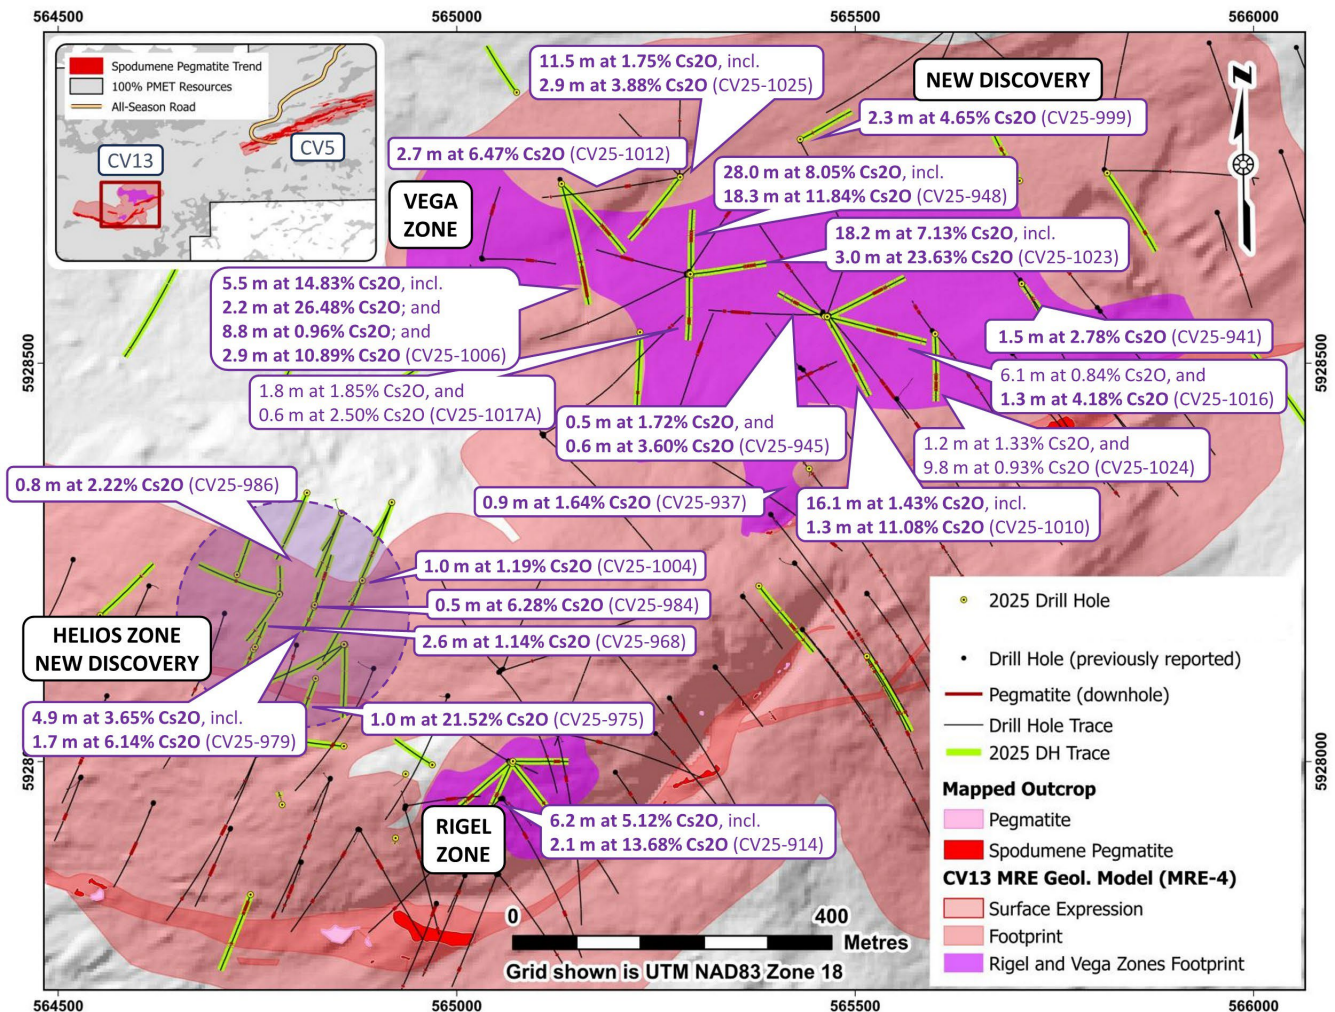 564500
565000
565500
566000
Spodumene Pegmatite Trend
100% PMET Resources
All-Season Road
CV13
CV5
11.5 m at 1.75% Cs2O, incl.
2.9 m at 3.88% Cs2O (CV25-1025)
NEW DISCOVERY
2.3 m at 4.65% Cs2O (CV25-999)
2.7 m at 6.47% Cs2O (CV25-1012)
VEGA
ZONE
28.0 m at 8.05% Cs2O, incl.
18.3 m at 11.84% Cs2O (CV25-948)
18.2 m at 7.13% Cs2O, incl.
3.0 m at 23.63% Cs2O (CV25-1023)
N
5.5 m at 14.83% Cs2O, incl.
2.2 m at 26.48% Cs2O; and
8.8 m at 0.96% Cs2O; and
2.9 m at 10.89% Cs2O (CV25-1006)
1.5 m at 2.78% Cs2O (CV25-941)
5928500
5928500
6.1 m at 0.84% Cs2O, and
1.3 m at 4.18% Cs2O (CV25-1016)
1.8 m at 1.85% Cs2O, and
0.6 m at 2.50% Cs2O (CV25-1017A)
0.5 m at 1.72% Cs2O, and
0.6 m at 3.60% Cs2O (CV25-945)
1.2 m at 1.33% Cs2O, and
9.8 m at 0.93% Cs2O (CV25-1024)
0.8 m at 2.22% Cs2O (CV25-986)
0.9 m at 1.64% Cs2O (CV25-937)
16.1 m at 1.43% Cs2O, incl.
1.3 m at 11.08% Cs2O (CV25-1010)
1.0 m at 1.19% Cs2O (CV25-1004)
0.5 m at 6.28% Cs2O (CV25-984)
2.6 m at 1.14% Cs2O (CV25-968)
HELIOS ZONE
NEW DISCOVERY
4.9 m at 3.65% Cs2O, incl.
1.7 m at 6.14% Cs2O (CV25-979)
1.0 m at 21.52% Cs2O (CV25-975)
5928000
RIGEL
ZONE
6.2 m at 5.12% Cs2O, incl.
2.1 m at 13.68% Cs2O (CV25-914)
2025 Drill Hole
Drill Hole (previously reported)
Pegmatite (downhole)
Drill Hole Trace
2025 DH Trace
Mapped Outcrop
Pegmatite
Spodumene Pegmatite
CV13 MRE Geol. Model (MRE-4)
Surface Expression
Footprint
Rigel and Vega Zones Footprint
0 400
Metres
Grid shown is UTM NAD83 Zone 18
564500
565000
565500
566000